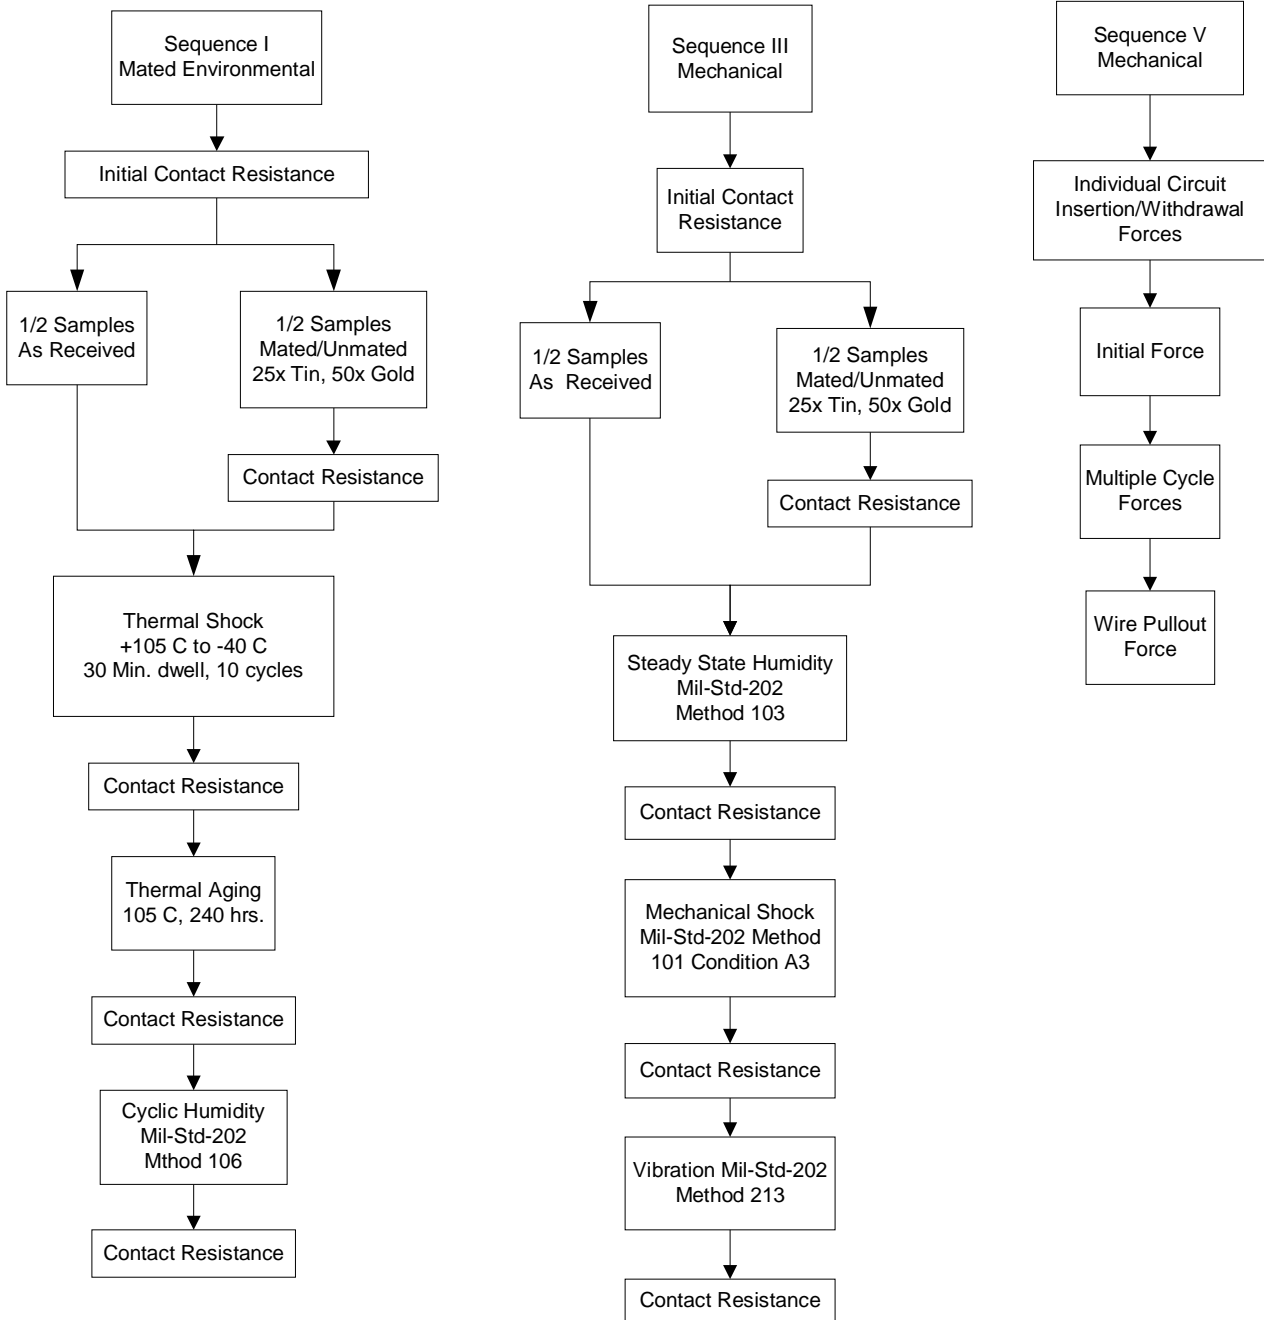 Sequence I
Mated Environmental
Initial Contact Resistance
1/2 Samples
As Received
1/2 Samples
Mated/Unmated
25x Tin, 50x Gold
Contact Resistance
Thermal Shock
+105 C to -40 C
30 Min. dwell, 10 cycles
Contact Resistance
Thermal Aging
105 C, 240 hrs.
Contact Resistance
Cyclic Humidity
Mil-Std-202
Mthod 106
Contact Resistance
Sequence III
Mechanical
Initial Contact
Resistance
1/2 Samples
As  Received
1/2 Samples
Mated/Unmated
25x Tin, 50x Gold
Contact Resistance
Steady State Humidity
Mil-Std-202
Method 103
Contact Resistance
Mechanical Shock
Mil-Std-202 Method
101 Condition A3
Contact Resistance
Vibration Mil-Std-202
Method 213
Contact Resistance
Sequence V
Mechanical
Individual Circuit
Insertion/Withdrawal
Forces
Initial Force
Multiple Cycle
Forces
Wire Pullout
Force